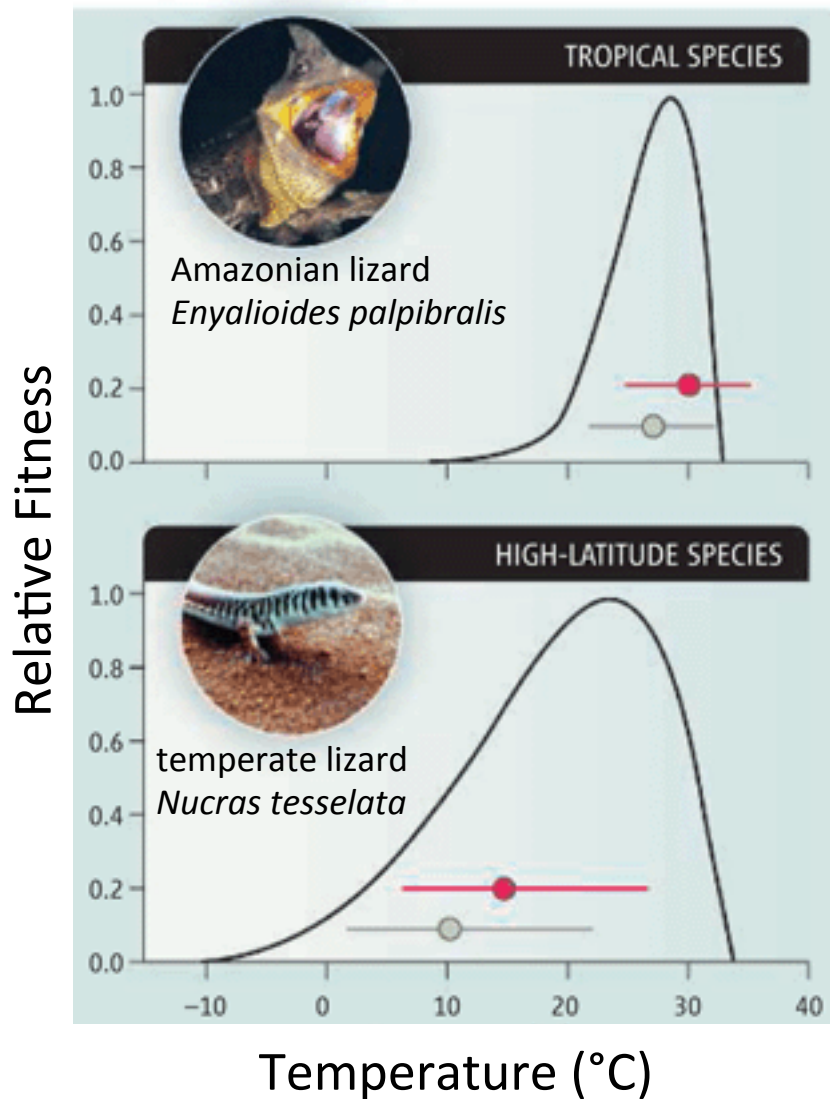 TROPICAL SPECIES
1.0
0.8
0.6
0.4
0.2
0.0
Amazonian lizard
Enyalioides palpibralis
Relative Fitness
HIGH-LATITUDE SPECIES
1.0
0.8
0.6
0.4
0.2
0.0
temperate lizard
Nucras tesselata
–10 0 10 20 30 40
Temperature (°C)